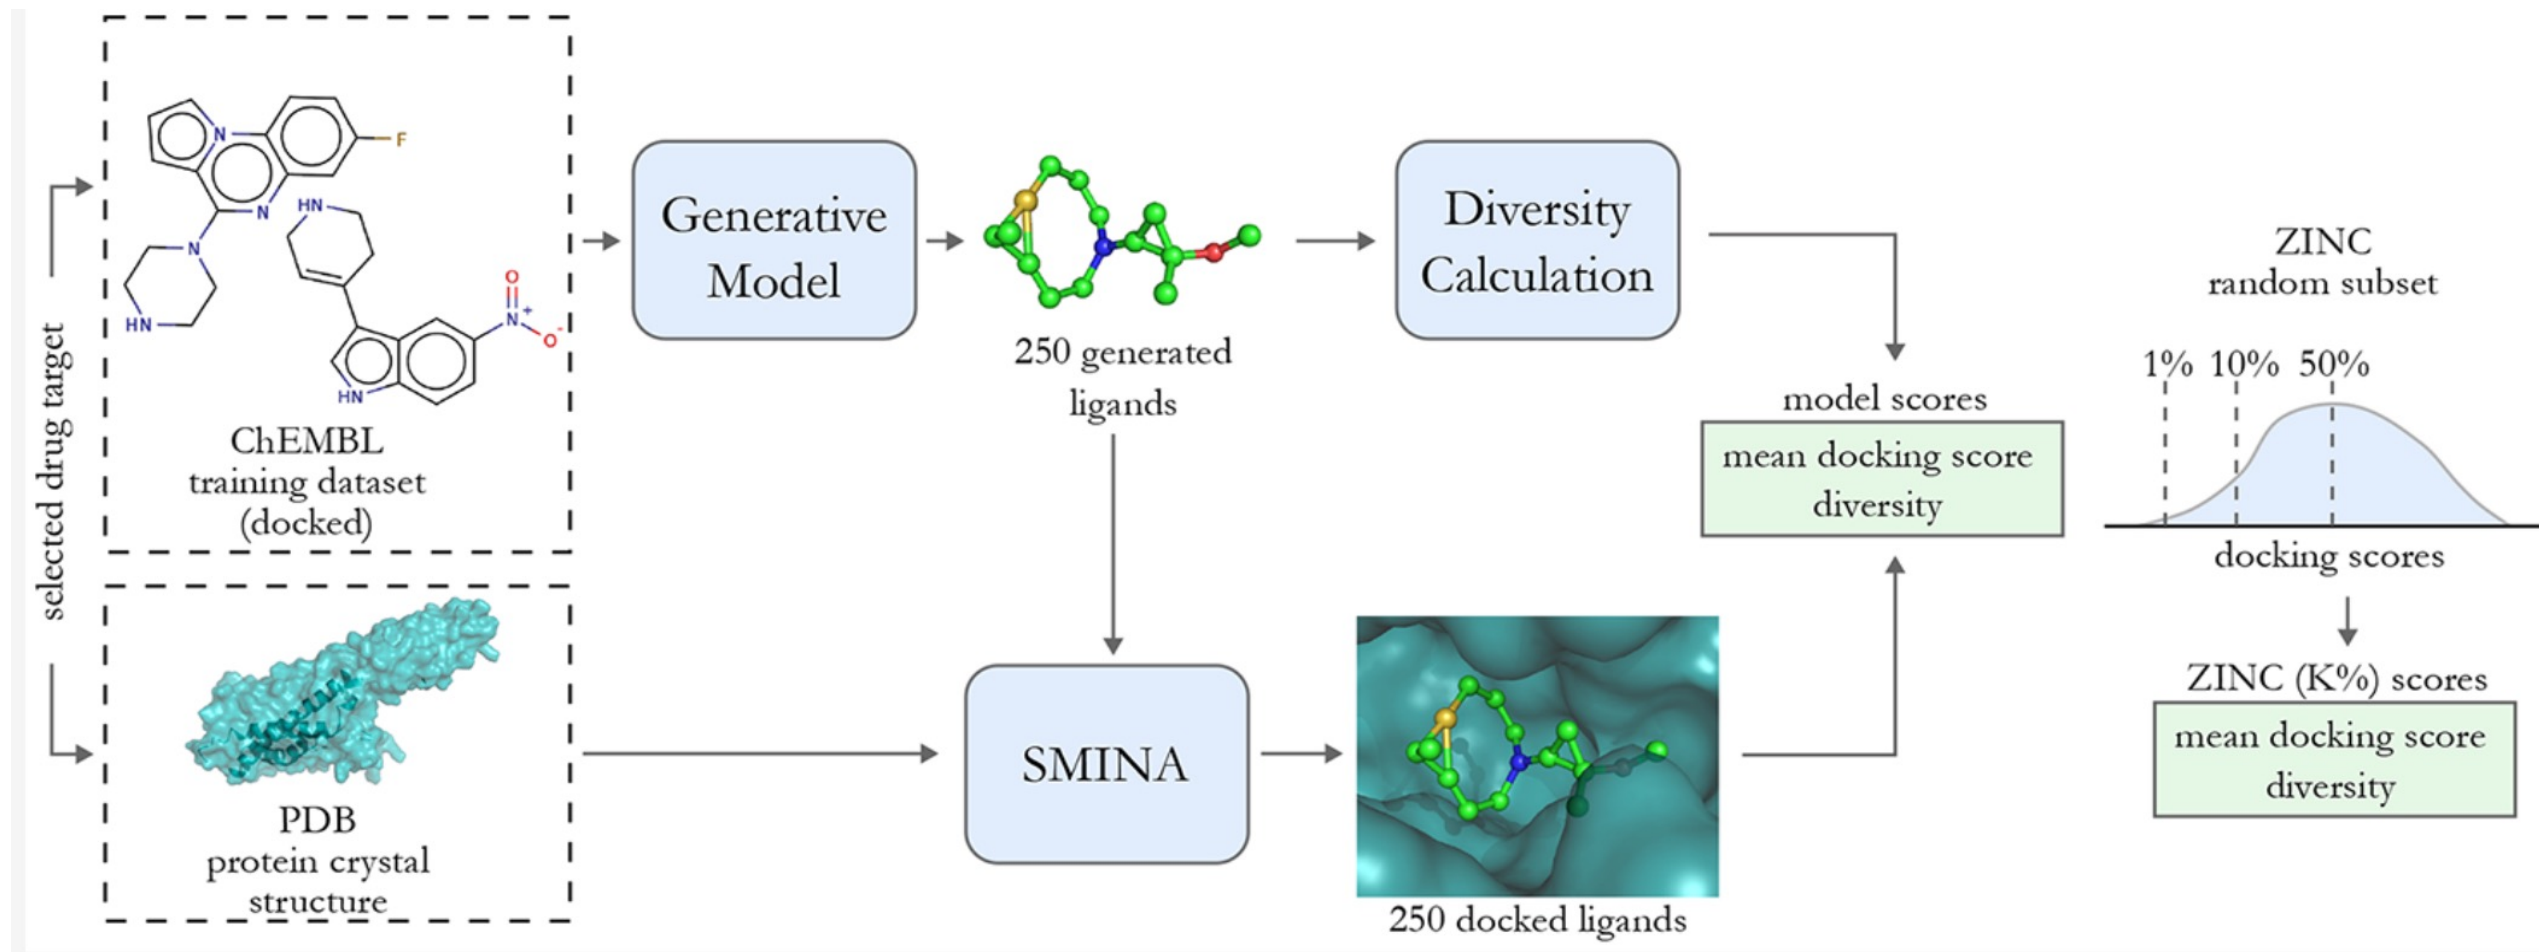 selected drug target
N
F
N
HN
N
HN
O
N+
O-
HN
ChEMBL
training dataset
(docked)
PDB
protein crystal
structure
Generative
Model
250 generated
ligands
Diversity
Calculation
SMINA
250 docked ligands
model scores
mean docking score
diversity
ZINC
random subset
1% 10% 50%
docking scores
ZINC (K%) scores
mean docking score
diversity